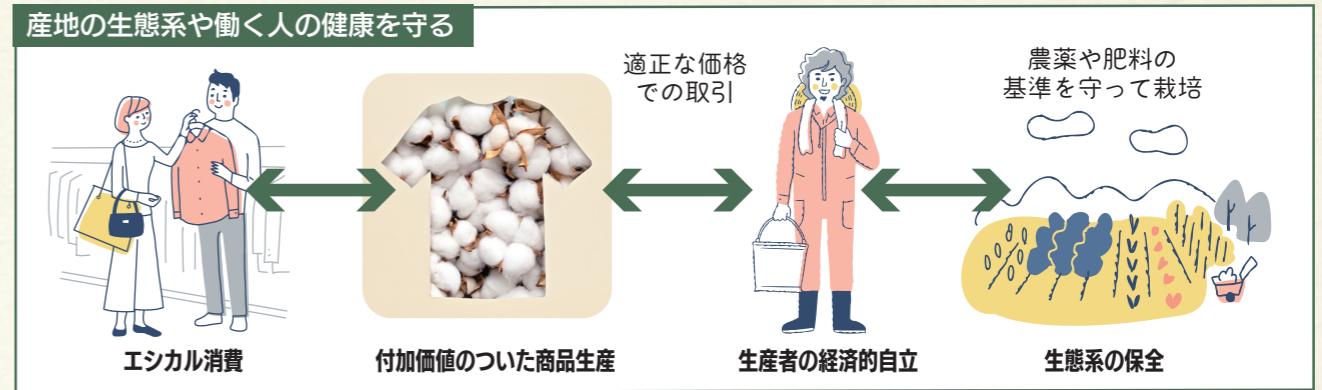 産地の生態系や働く人の健康を守る
適正な価格
での取引
農薬や肥料の
基準を守って栽培
エシカル消費
付加価値のついた商品生産
生産者の経済的自立
生態系の保全